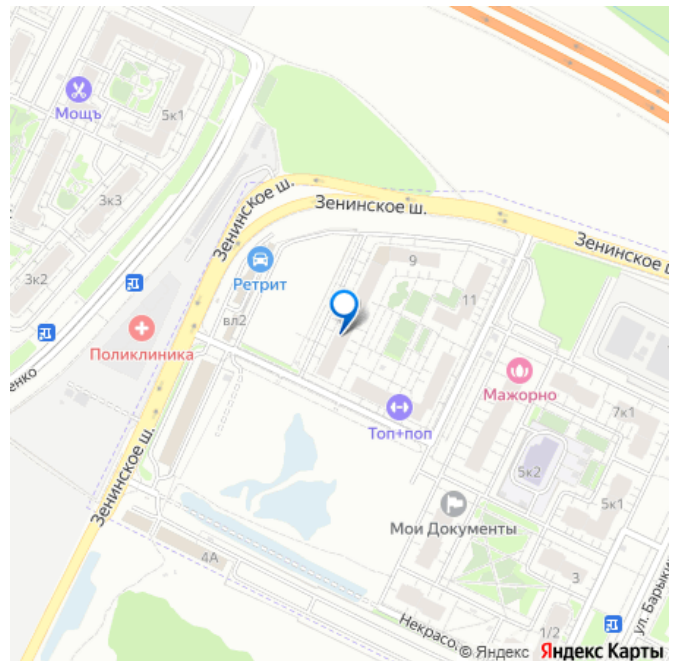 Мощъ
5к1
3к3
3к2
Зенинское ш.
Зенинское ш.
Зенинское
9
11
Ретрит
вл2
Поликлиника
енко
Мажорно
7к1
Топ+поп
5к2
5к1
Зенинское ш.
Мои Документы
4А
3
ул. Барыки
Некрасо.
1/2
© Яндекс Яндекс Карты